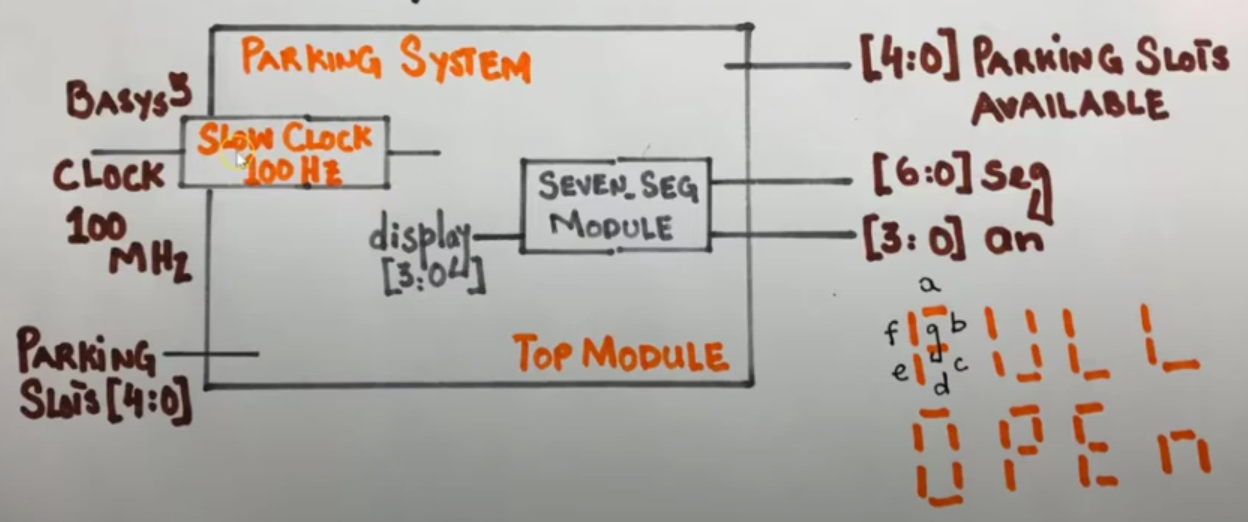 PARKING SYSTEM
BASYS3
CLOCK
100
MHz
SLOW CLOCK
100 Hz
PARKING
SLOTS [4:0]
display
[3:0]
SEVEN_SEG
MODULE
TOP MODULE
[4:0] PARKING SLOTS
AVAILABLE
[6:0] seg
[3:0] an
a
f g b
e c
d
FULL
OPEn